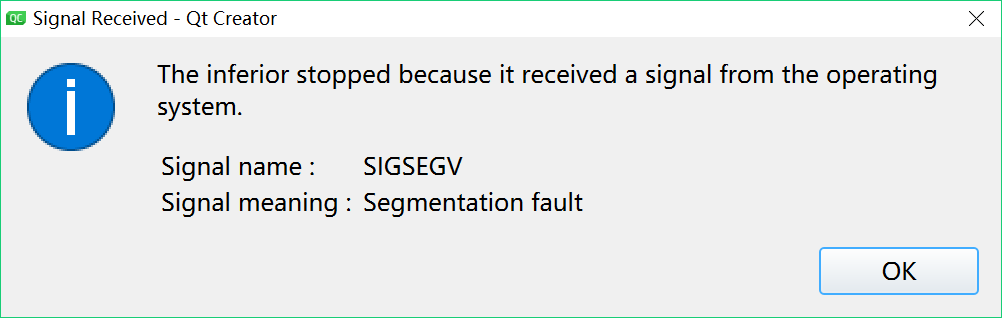 QC Signal Received - Qt Creator
The inferior stopped because it received a signal from the operating
system.
Signal name : SIGSEGV
Signal meaning : Segmentation fault
OK